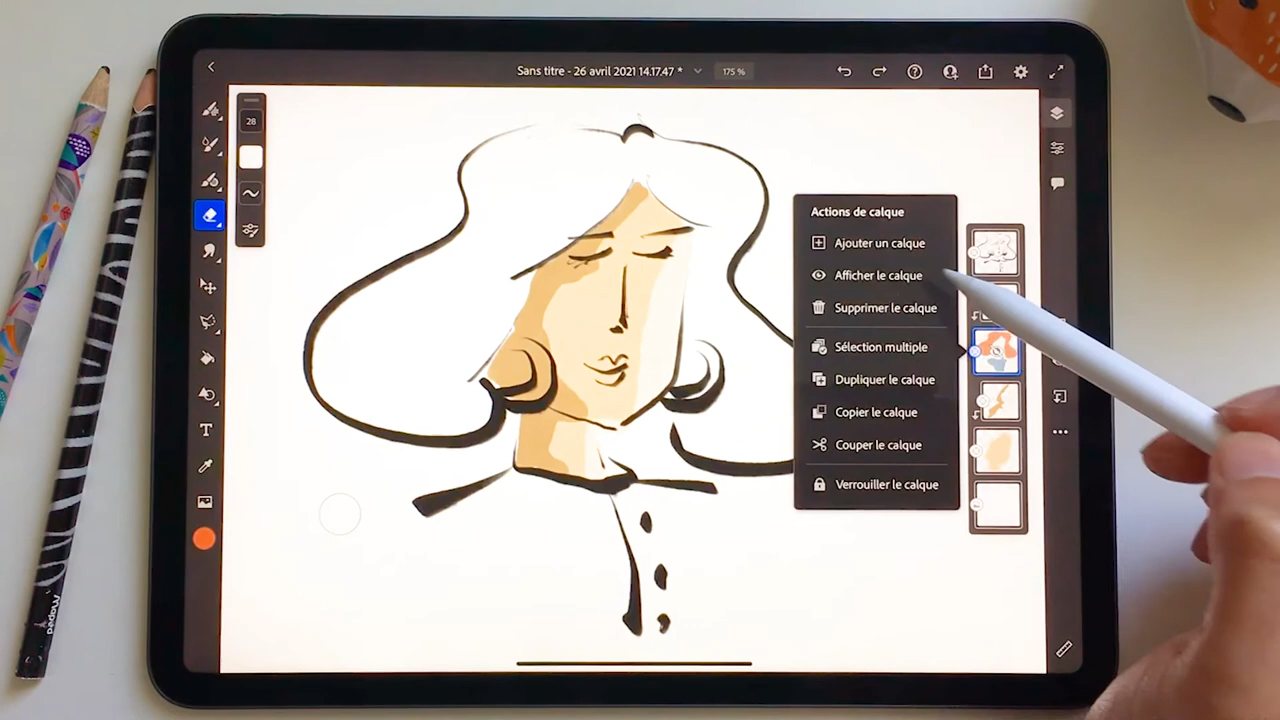 Sans titre - 26 avril 2021 14.17.47 *
175 %
28
T
Actions de calque
Ajouter un calque
Afficher le calque
Supprimer le calque
Sélection multiple
Dupliquer le calque
Copier le calque
Couper le calque
Verrouiller le calque
Maped